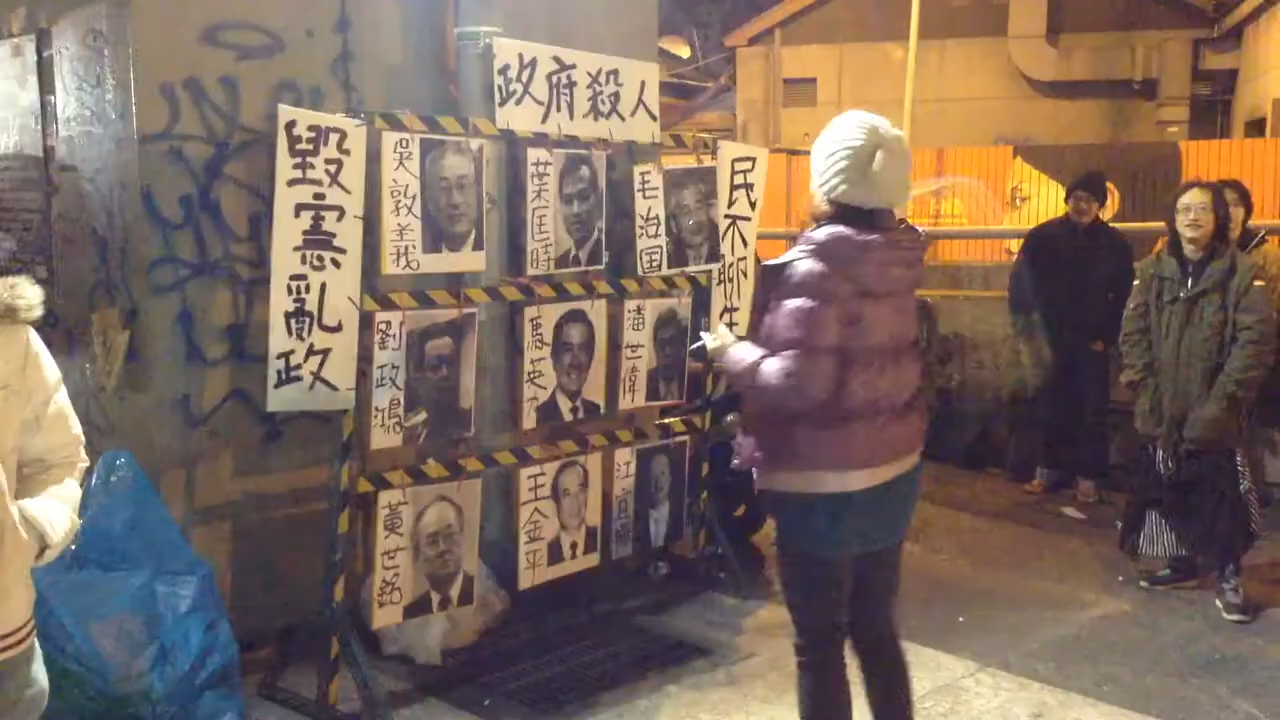 政府殺人
毀憲亂政
民不聊生
吳敦義
葉匡時
毛治国
劉政鴻
馬英九
潘世偉
黃世銘
王金平
江宜樺